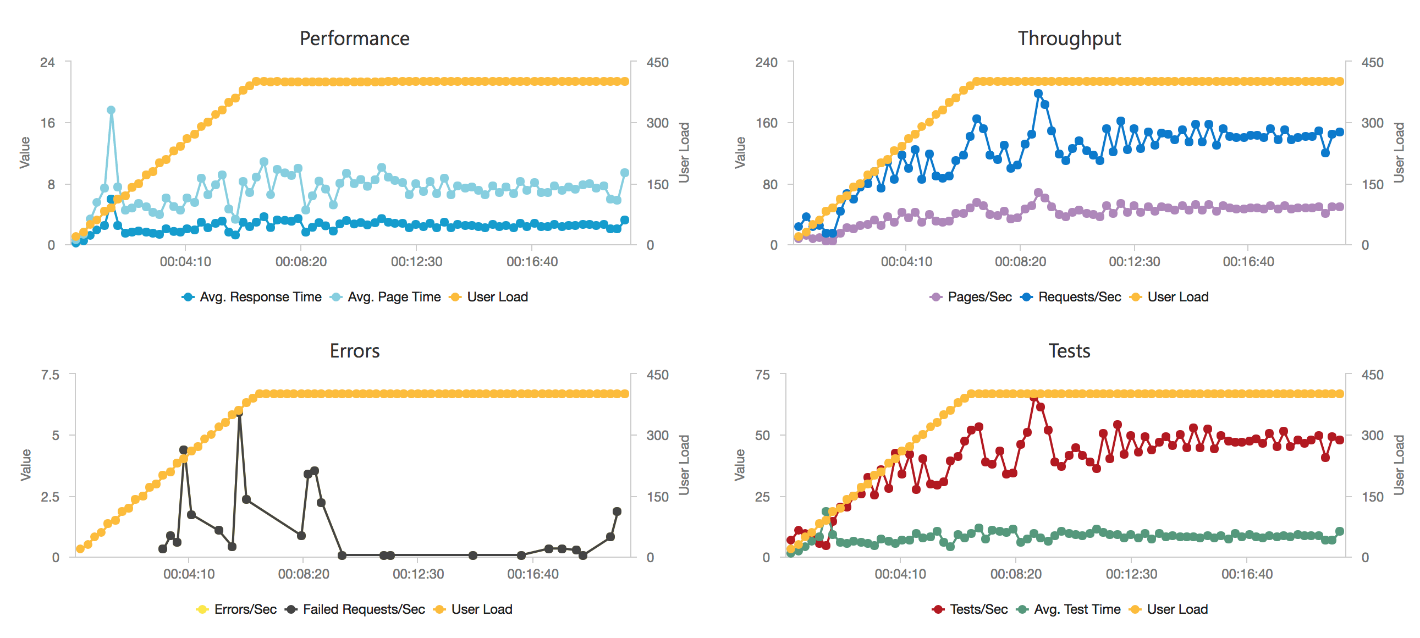 Performance
24
16
8
0
Value
450
300
150
0
User Load
00:04:10 00:08:20 00:12:30 00:16:40
Avg. Response Time Avg. Page Time User Load
Throughput
240
160
80
0
Value
450
300
150
0
User Load
00:04:10 00:08:20 00:12:30 00:16:40
Pages/Sec Requests/Sec User Load
Errors
7.5
5
2.5
0
Value
450
300
150
0
User Load
00:04:10 00:08:20 00:12:30 00:16:40
Errors/Sec Failed Requests/Sec User Load
Tests
75
50
25
0
Value
450
300
150
0
User Load
00:04:10 00:08:20 00:12:30 00:16:40
Tests/Sec Avg. Test Time User Load